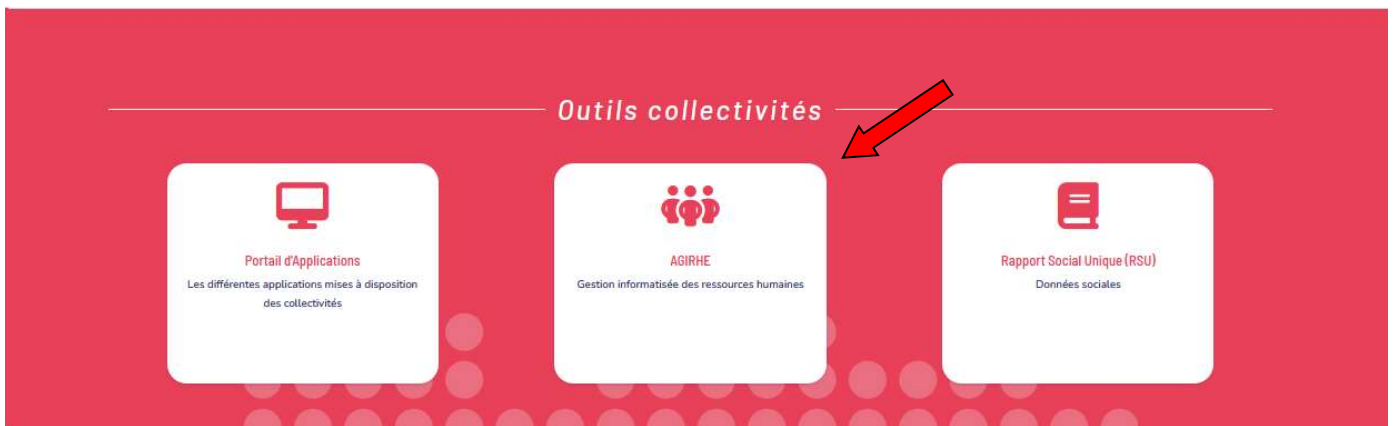 Outils collectivités
Portail d'Applications
Les différentes applications mises à disposition
des collectivités
AGIRHE
Gestion informatisée des ressources humaines
Rapport Social Unique (RSU)
Données sociales